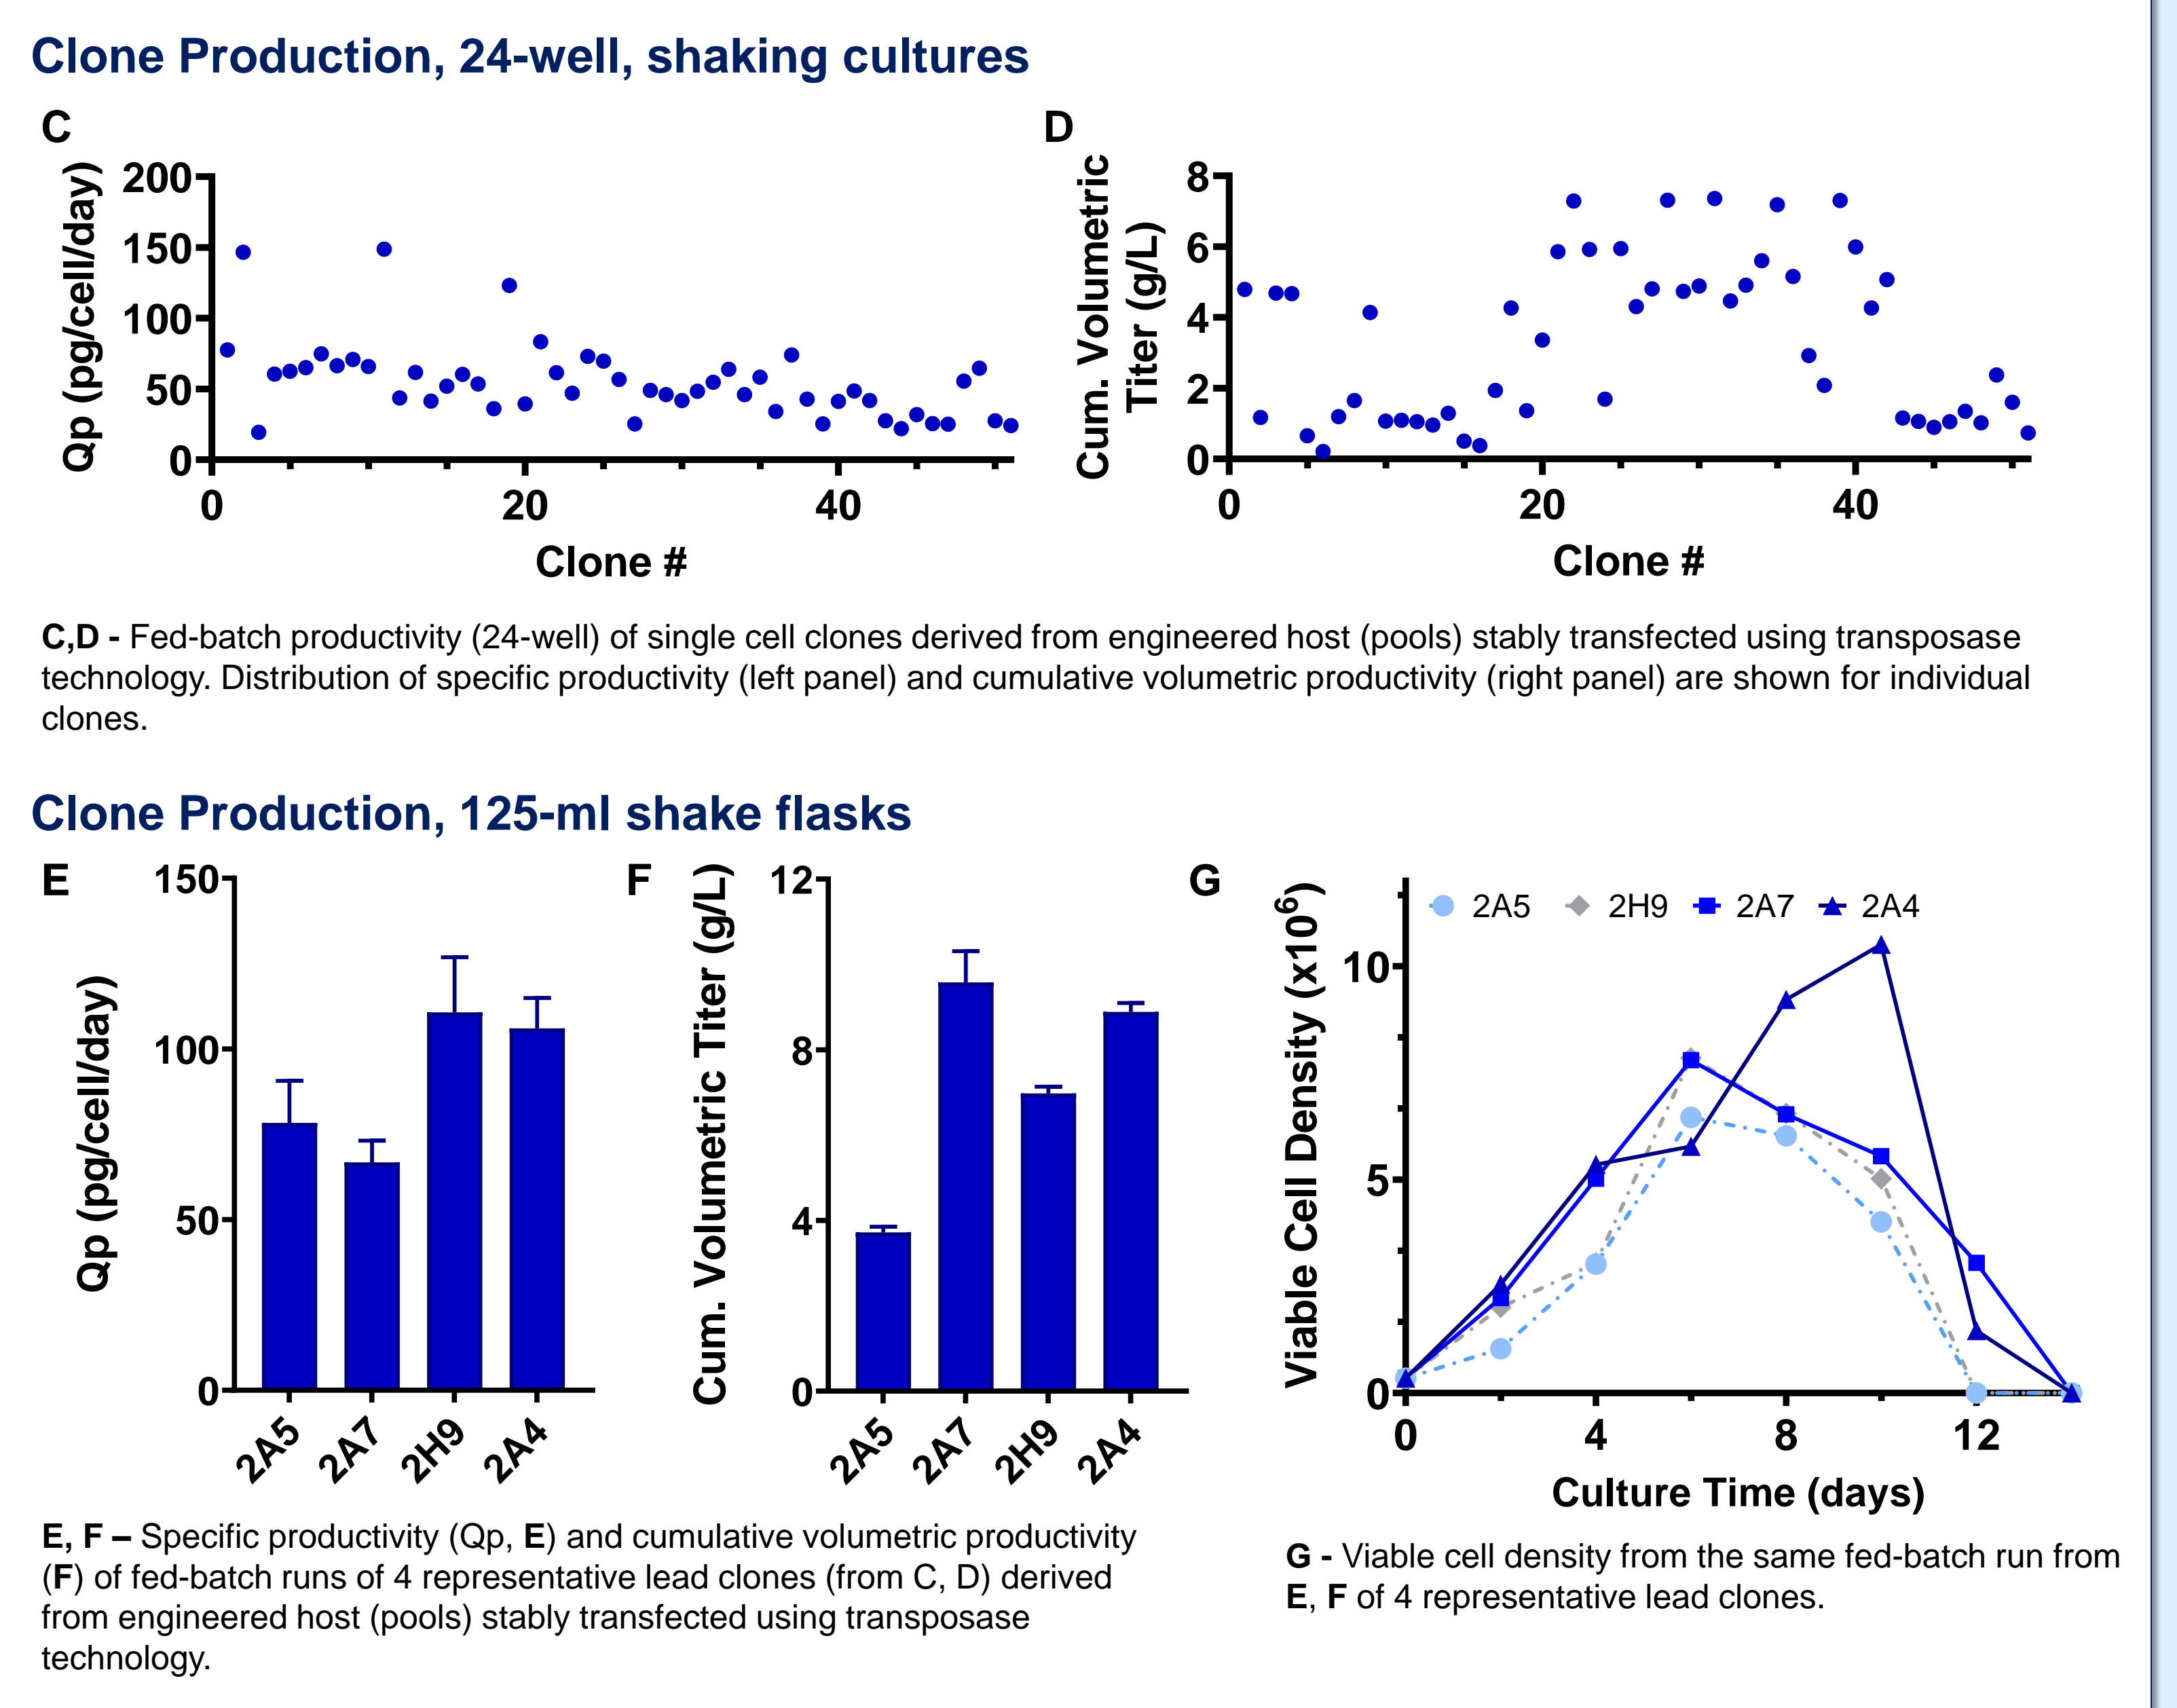 Clone Production, 24-well, shaking cultures
C
Qp (pg/cell/day)
200
150
100
50
0
0
20
40
Clone #
D
Cum. Volumetric
Titer (g/L)
8
6
4
2
0
0
20
40
Clone #
C,D - Fed-batch productivity (24-well) of single cell clones derived from engineered host (pools) stably transfected using transposase
technology. Distribution of specific productivity (left panel) and cumulative volumetric productivity (right panel) are shown for individual
clones.
Clone Production, 125-ml shake flasks
E
Qp (pg/cell/day)
150
100
50
0
2A5
2A7
2H9
2A4
F
Cum. Volumetric Titer (g/L)
12
8
4
0
2A5
2A7
2H9
2A4
G
Viable Cell Density (x10⁶)
2A5
2H9
2A7
2A4
10
5
0
0
4
8
12
Culture Time (days)
E, F – Specific productivity (Qp, E) and cumulative volumetric productivity
(F) of fed-batch runs of 4 representative lead clones (from C, D) derived
from engineered host (pools) stably transfected using transposase
technology.
G - Viable cell density from the same fed-batch run from
E, F of 4 representative lead clones.